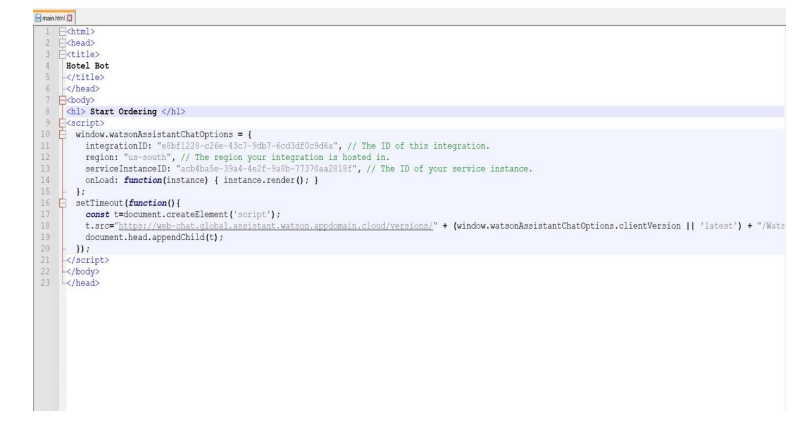 main.html
1 <html>
2 <head>
3 <title>
4 Hotel Bot
5 </title>
6 </head>
7 <body>
8 <h1> Start Ordering </h1>
9 <script>
10 window.watsonAssistantChatOptions = {
11 integrationID: "e8bf1228-c26e-43c7-9db7-6cd3df0c9d6a", // The ID of this integration.
12 region: "us-south", // The region your integration is hosted in.
13 serviceInstanceID: "acb4ba5e-39a4-4e2f-9a8b-77370aa2818f", // The ID of your service instance.
14 onLoad: function(instance) { instance.render(); }
15 };
16 setTimeout(function(){
17 const t=document.createElement('script');
18 t.src="https://web-chat.global.assistant.watson.appdomain.cloud/versions/" + (window.watsonAssistantChatOptions.clientVersion || 'latest') + "/Wats
19 document.head.appendChild(t);
20 });
21 </script>
22 </body>
23 </head>